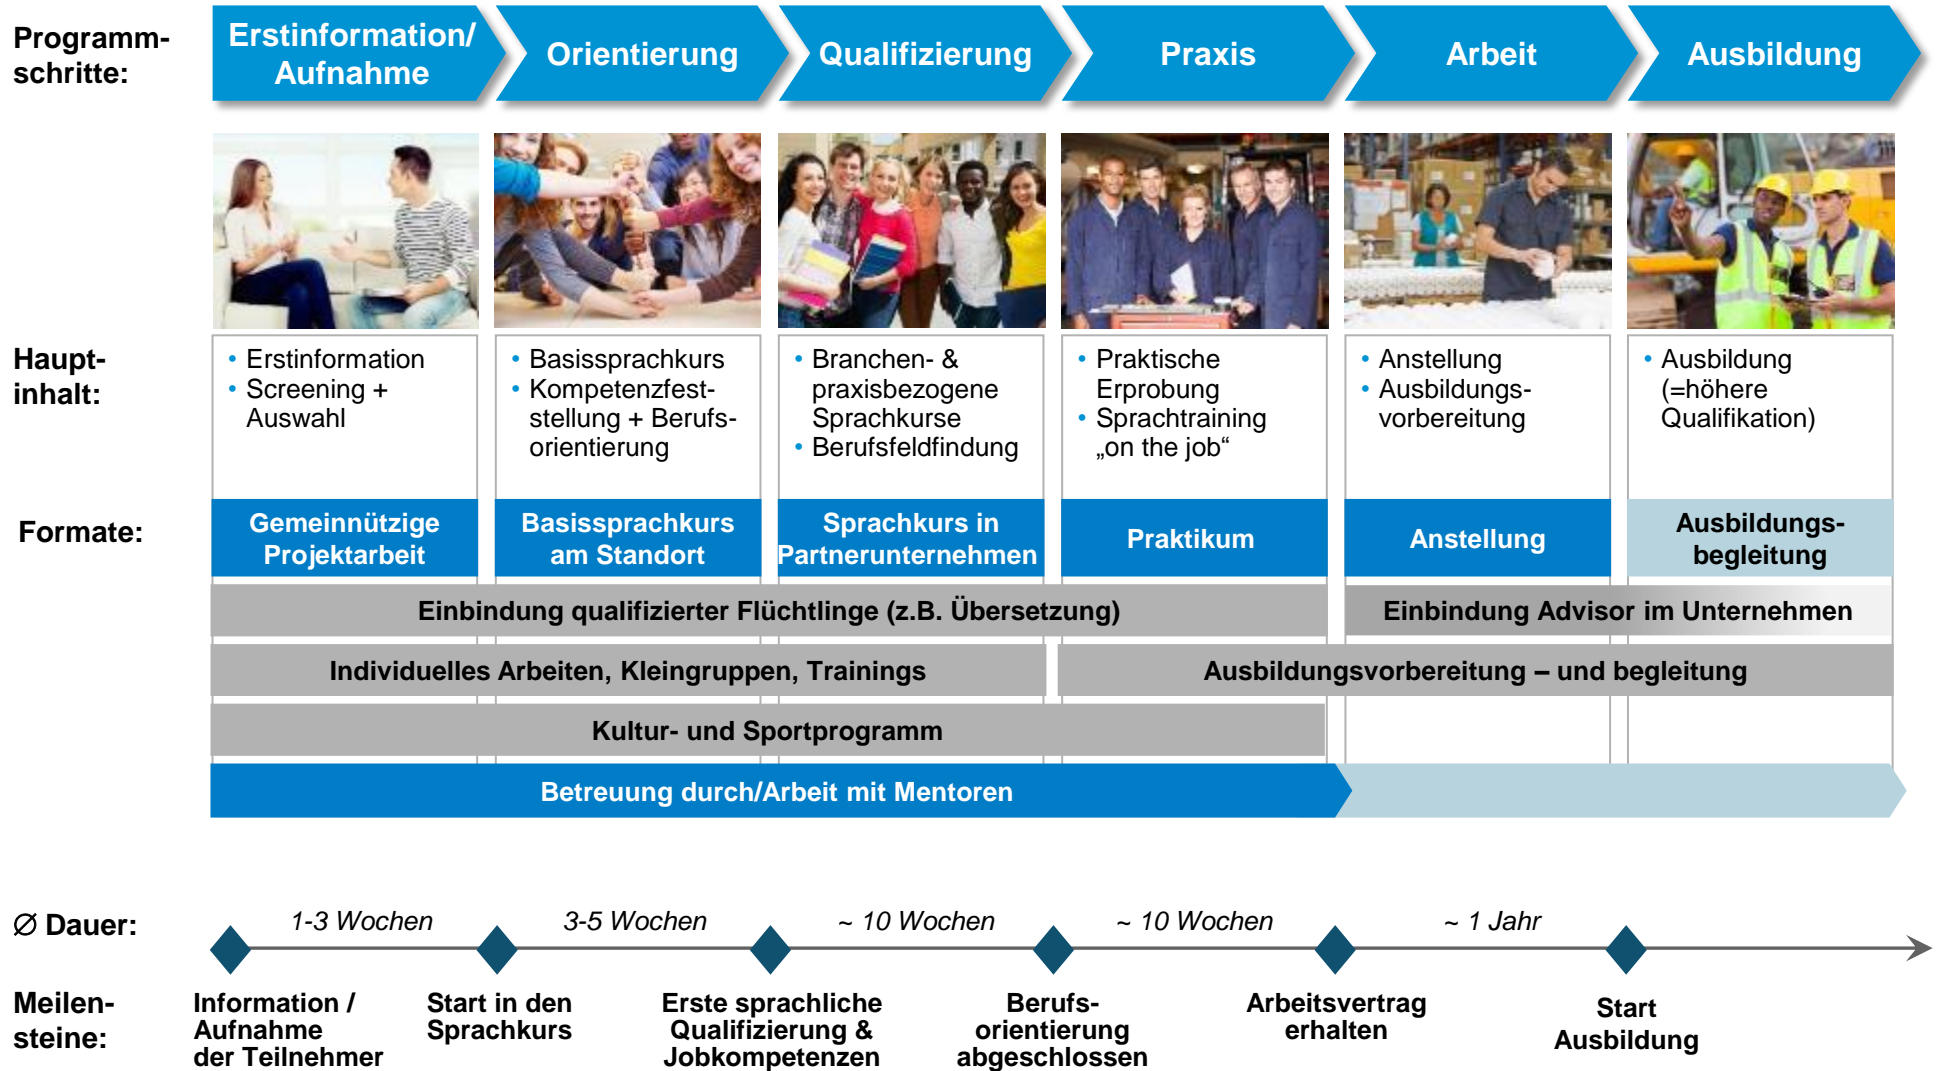 Programm-
schritte:
Erstinformation/
Aufnahme
Orientierung
Qualifizierung
Praxis
Arbeit
Ausbildung
Haupt-
inhalt:
• Erstinformation
• Screening +
Auswahl
• Basissprachkurs
• Kompetenzfest-
stellung + Berufs-
orientierung
• Branchen- &
praxisbezogene
Sprachkurse
• Berufsfeldfindung
• Praktische
Erprobung
• Sprachtraining
„on the job“
• Anstellung
• Ausbildungs-
vorbereitung
• Ausbildung
(=höhere
Qualifikation)
Formate:
Gemeinnützige
Projektarbeit
Basissprachkurs
am Standort
Sprachkurs in
Partnerunternehmen
Praktikum
Anstellung
Ausbildungs-
begleitung
Einbindung qualifizierter Flüchtlinge (z.B. Übersetzung)
Einbindung Advisor im Unternehmen
Individuelles Arbeiten, Kleingruppen, Trainings
Ausbildungsvorbereitung – und begleitung
Kultur- und Sportprogramm
Betreuung durch/Arbeit mit Mentoren
∅ Dauer:
1-3 Wochen
3-5 Wochen
~ 10 Wochen
~ 10 Wochen
~ 1 Jahr
Meilen-
steine:
Information /
Aufnahme
der Teilnehmer
Start in den
Sprachkurs
Erste sprachliche
Qualifizierung &
Jobkompetenzen
Berufs-
orientierung
abgeschlossen
Arbeitsvertrag
erhalten
Start
Ausbildung